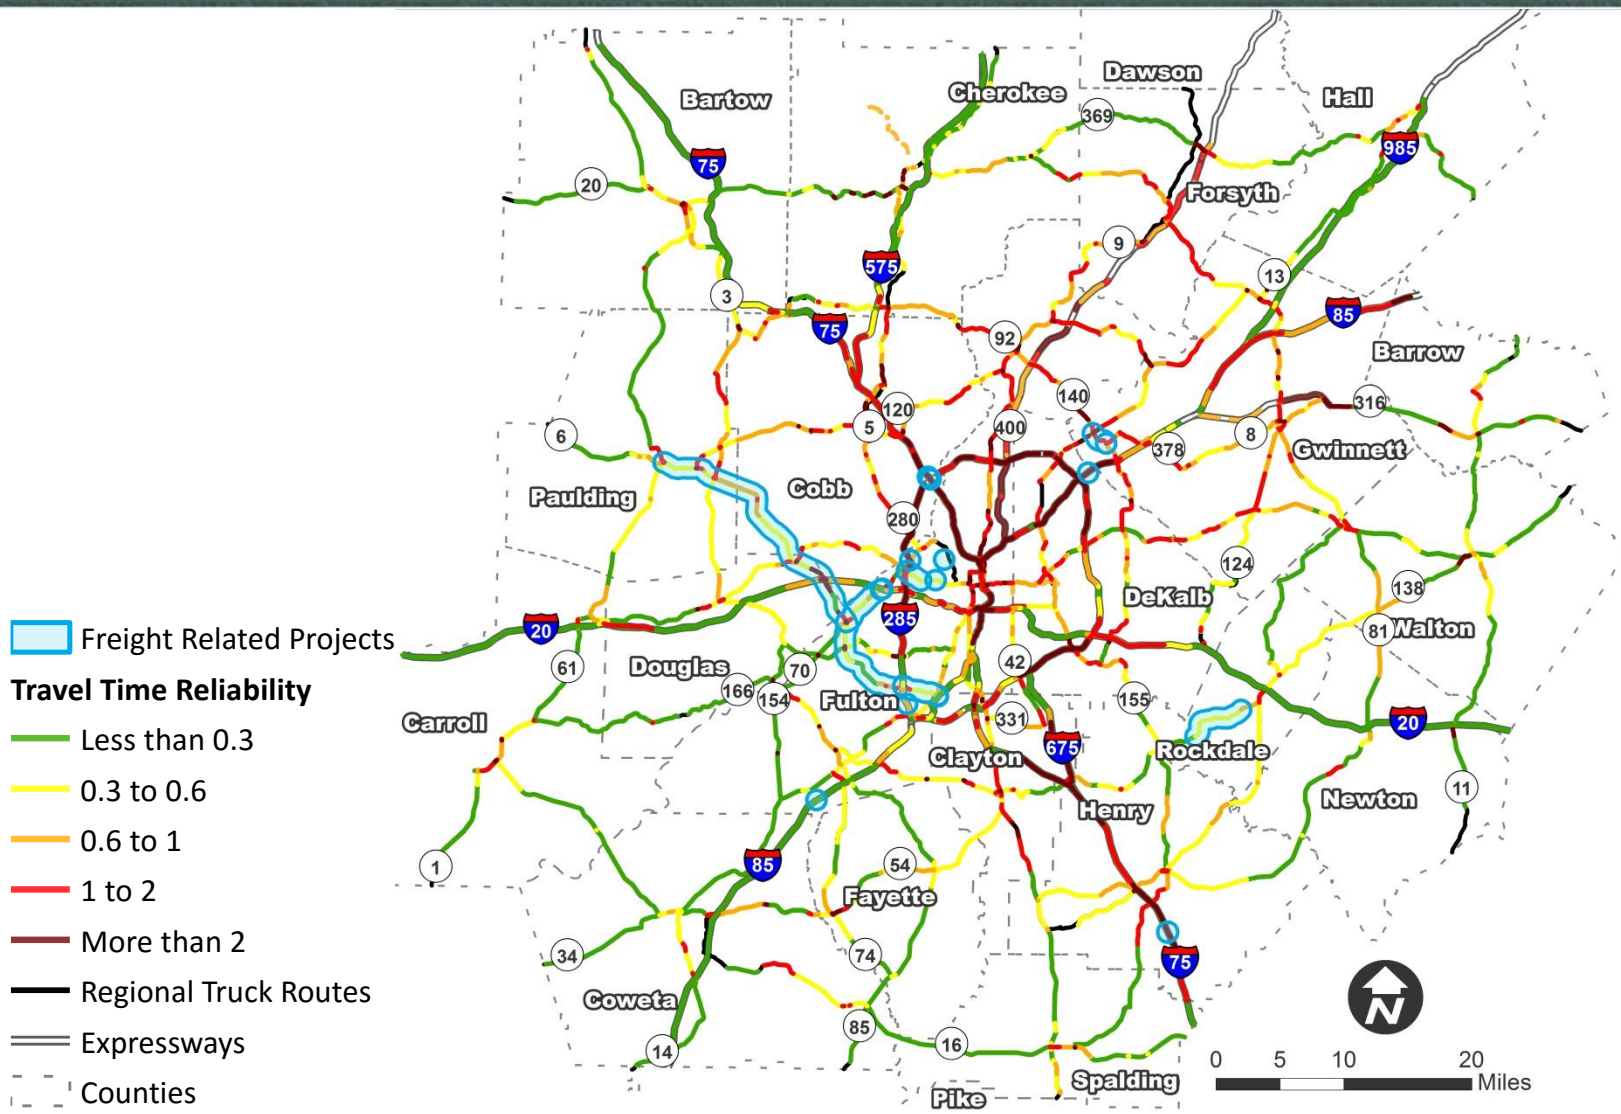 Dawson
Bartow
Cherokee
Hall
369
985
75
20
Forsyth
9
575
13
3
75
85
92
Barrow
140
120
316
5
400
6
8
378
Gwinnett
Cobb
Paulding
280
124
138
DeKalb
285
20
81
Walton
Freight Related Projects
42
61
Douglas
70
Travel Time Reliability
166
154
Fulton
155
Carroll
331
20
Less than 0.3
675
Rockdale
Clayton
0.3 to 0.6
11
Newton
Henry
0.6 to 1
1
85
54
1 to 2
Fayette
More than 2
34
74
75
Regional Truck Routes
Coweta
N
85
Expressways
16
14
0 5 10 20
Miles
Spalding
Counties
Pike